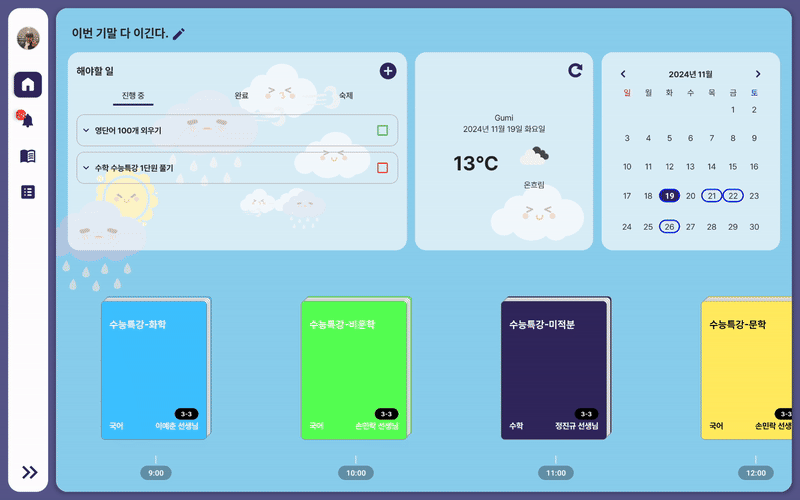 이번 기말 다 이긴다.
해야할 일
진행 중
완료
숙제
영단어 100개 외우기
수학 수능특강 1단원 풀기
Gumi
2024년 11월 19일 화요일
13°C
온흐림
2024년 11월
일 월 화 수 목 금 토
1 2
3 4 5 6 7 8 9
10 11 12 13 14 15 16
17 18 19 20 21 22 23
24 25 26 27 28 29 30
수능특강-화학
3-3
국어 이예춘 선생님
9:00
수능특강-비문학
3-3
국어 손민락 선생님
10:00
수능특강-미적분
3-3
수학 정진규 선생님
11:00
수능특강-문학
3-3
국어 손민락 선생
12:00